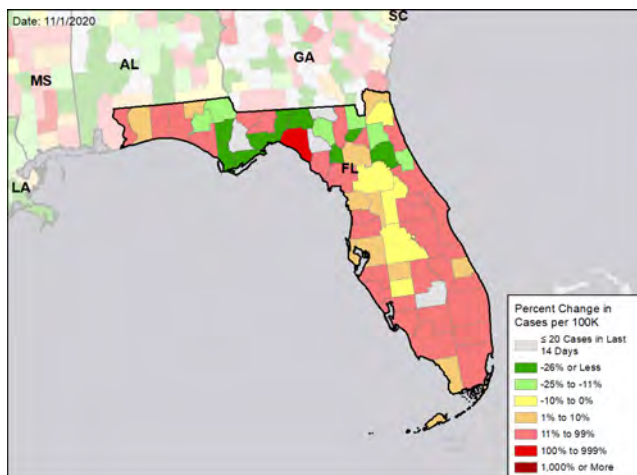 Date: 11/1/2020
SC
GA
AL
MS
LA
FL
Percent Change in
Cases per 100K
≤ 20 Cases in Last
14 Days
-26% or Less
-25% to -11%
-10% to 0%
1% to 10%
11% to 99%
100% to 999%
1,000% or More